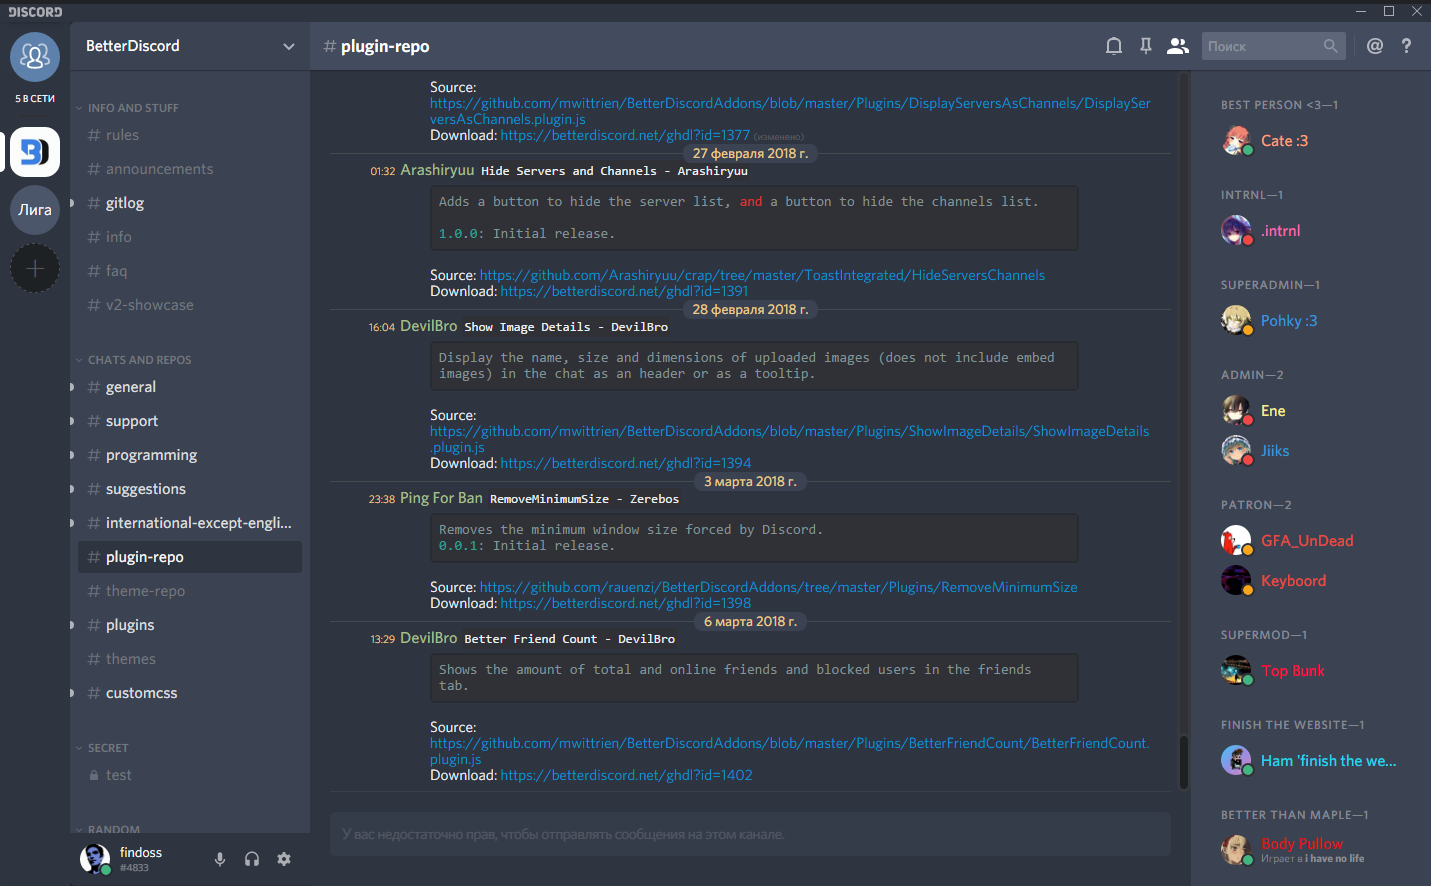 DISCORD
5 В СЕТИ
Лига
BetterDiscord
INFO AND STUFF
# rules
# announcements
# gitlog
# info
# faq
# v2-showcase
CHATS AND REPOS
# general
# support
# programming
# suggestions
# international-except-engli...
# plugin-repo
# theme-repo
# plugins
# themes
# customcss
SECRET
test
RANDOM
findoss
#4833
# plugin-repo
Поиск
@ ?
Source:
https://github.com/mwittrien/BetterDiscordAddons/blob/master/Plugins/DisplayServersAsChannels/DisplaySer
versAsChannels.plugin.js
Download: https://betterdiscord.net/ghdl?id=1377 (изменено)
27 февраля 2018 г.
01:32 Arashiryuu Hide Servers and Channels - Arashiryuu
Adds a button to hide the server list, and a button to hide the channels list.
1.0.0: Initial release.
Source: https://github.com/Arashiryuu/crap/tree/master/ToastIntegrated/HideServersChannels
Download: https://betterdiscord.net/ghdl?id=1391
28 февраля 2018 г.
16:04 DevilBro Show Image Details - DevilBro
Display the name, size and dimensions of uploaded images (does not include embed
images) in the chat as an header or as a tooltip.
Source:
https://github.com/mwittrien/BetterDiscordAddons/blob/master/Plugins/ShowImageDetails/ShowImageDetails
.plugin.js
Download: https://betterdiscord.net/ghdl?id=1394
3 марта 2018 г.
23:38 Ping For Ban RemoveMinimumSize - Zerebos
Removes the minimum window size forced by Discord.
0.0.1: Initial release.
Source: https://github.com/rauenzi/BetterDiscordAddons/tree/master/Plugins/RemoveMinimumSize
Download: https://betterdiscord.net/ghdl?id=1398
6 марта 2018 г.
13:29 DevilBro Better Friend Count - DevilBro
Shows the amount of total and online friends and blocked users in the friends
tab.
Source:
https://github.com/mwittrien/BetterDiscordAddons/blob/master/Plugins/BetterFriendCount/BetterFriendCount.
plugin.js
Download: https://betterdiscord.net/ghdl?id=1402
У вас недостаточно прав, чтобы отправлять сообщения на этом канале.
BEST PERSON <3—1
Cate :3
INTRNL—1
.intrnl
SUPERADMIN—1
Pohky :3
ADMIN—2
Ene
Jiiks
PATRON—2
GFA_UnDead
Keyboord
SUPERMOD—1
Top Bunk
FINISH THE WEBSITE—1
Ham 'finish the we...
BETTER THAN MAPLE—1
Body Pullow
Играет в i have no life